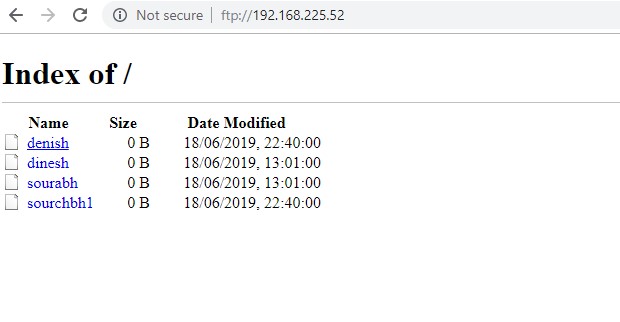 Not secure | ftp://192.168.225.52
Index of /
Name Size Date Modified
denish 0 B 18/06/2019, 22:40:00
dinesh 0 B 18/06/2019, 13:01:00
sourabh 0 B 18/06/2019, 13:01:00
sourchbh1 0 B 18/06/2019, 22:40:00